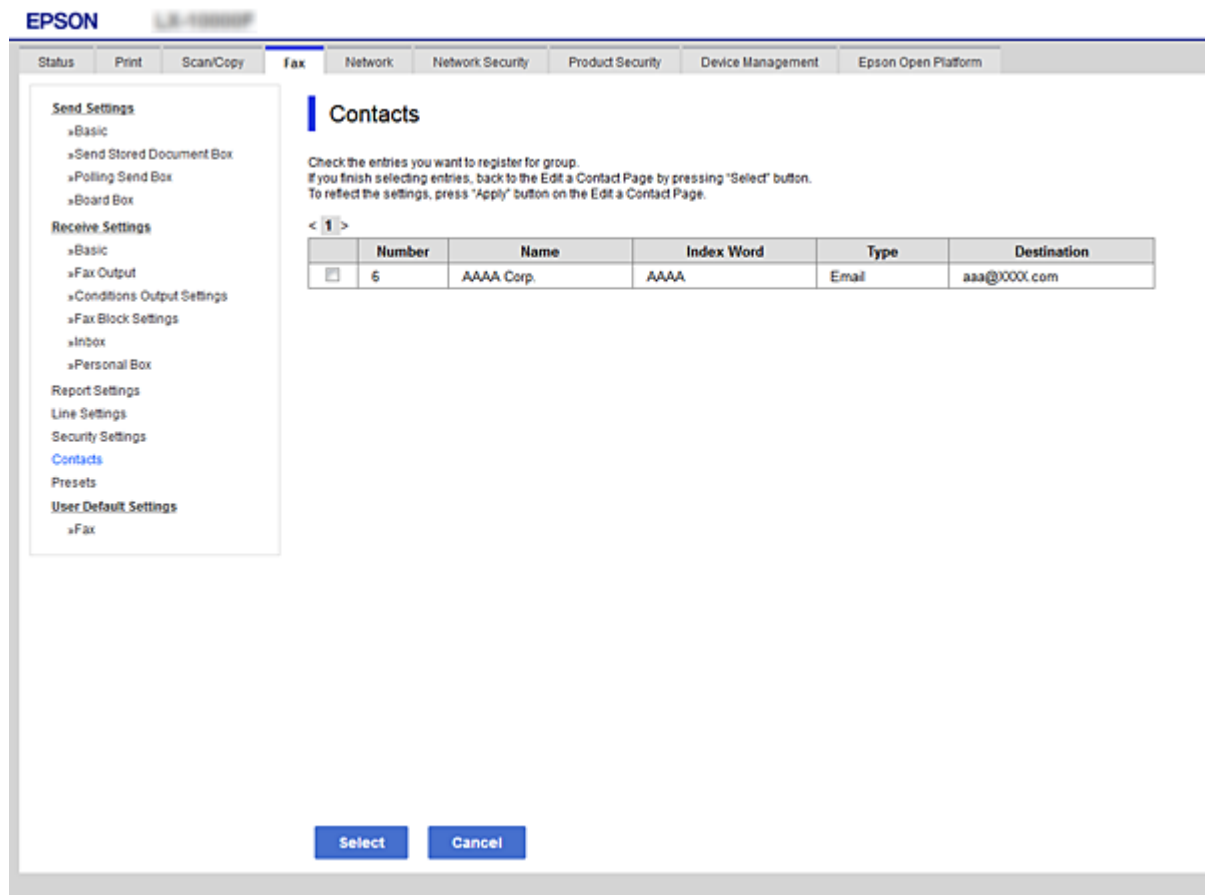 EPSON
Status Print Scan/Copy Fax Network Network Security Product Security Device Management Epson Open Platform
Send Settings
»Basic
»Send Stored Document Box
»Polling Send Box
»Board Box
Receive Settings
»Basic
»Fax Output
»Conditions Output Settings
»Fax Block Settings
»Inbox
»Personal Box
Report Settings
Line Settings
Security Settings
Contacts
Presets
User Default Settings
»Fax
Contacts
Check the entries you want to register for group.
If you finish selecting entries, back to the Edit a Contact Page by pressing "Select" button.
To reflect the settings, press "Apply" button on the Edit a Contact Page.
< 1 >
Number Name Index Word Type Destination
6 AAAA Corp. AAAA Email aaa@XXXX.com
Select Cancel